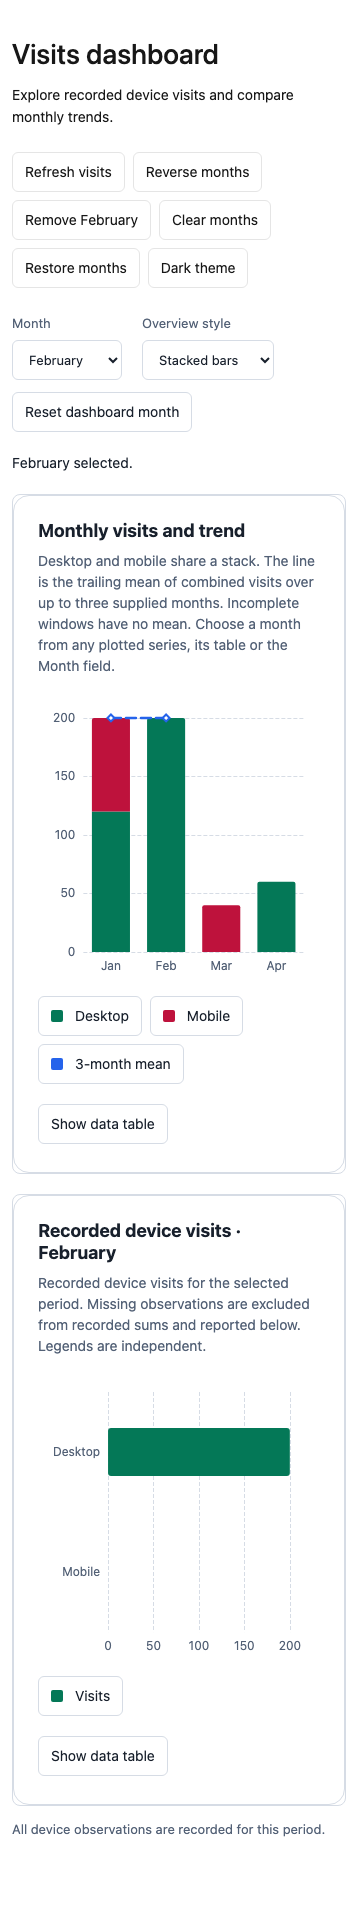 Visits dashboard
Explore recorded device visits and compare
monthly trends.
Refresh visits
Reverse months
Remove February
Clear months
Restore months
Dark theme
Month
Overview style
February
Stacked bars
Reset dashboard month
February selected.
Monthly visits and trend
Desktop and mobile share a stack. The line
is the trailing mean of combined visits over
up to three supplied months. Incomplete
windows have no mean. Choose a month
from any plotted series, its table or the
Month field.
200
150
100
50
0
Jan Feb Mar Apr
Desktop
Mobile
3-month mean
Show data table
Recorded device visits ·
February
Recorded device visits for the selected
period. Missing observations are excluded
from recorded sums and reported below.
Legends are independent.
Desktop
Mobile
0 50 100 150 200
Visits
Show data table
All device observations are recorded for this period.